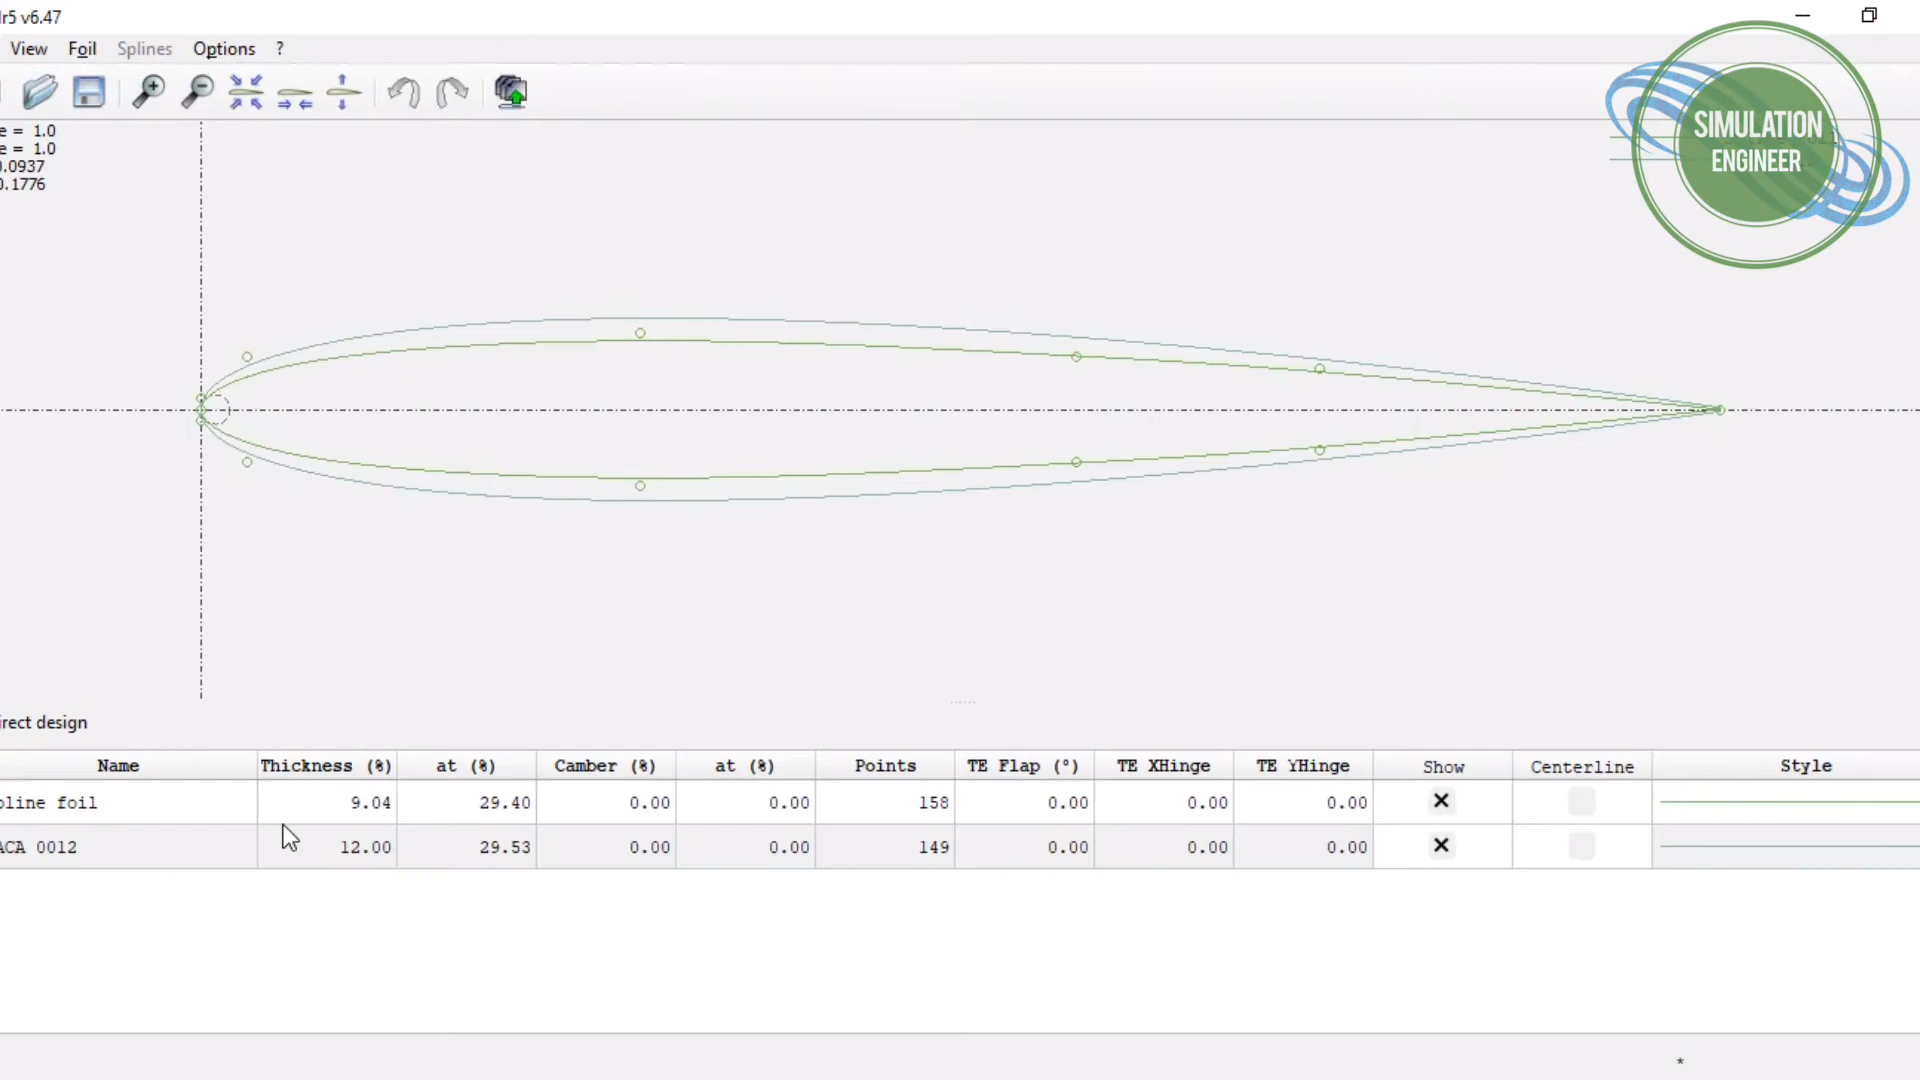 lr5 v6.47
View Foil Splines Options ?
e = 1.0
e = 1.0
0.0937
0.1776
SIMULATION
ENGINEER
irect design
Name Thickness (%) at (%) Camber (%) at (%) Points TE Flap (°) TE XHinge TE YHinge Show Centerline Style
pline foil 9.04 29.40 0.00 0.00 158 0.00 0.00 0.00
ACA 0012 12.00 29.53 0.00 0.00 149 0.00 0.00 0.00
*